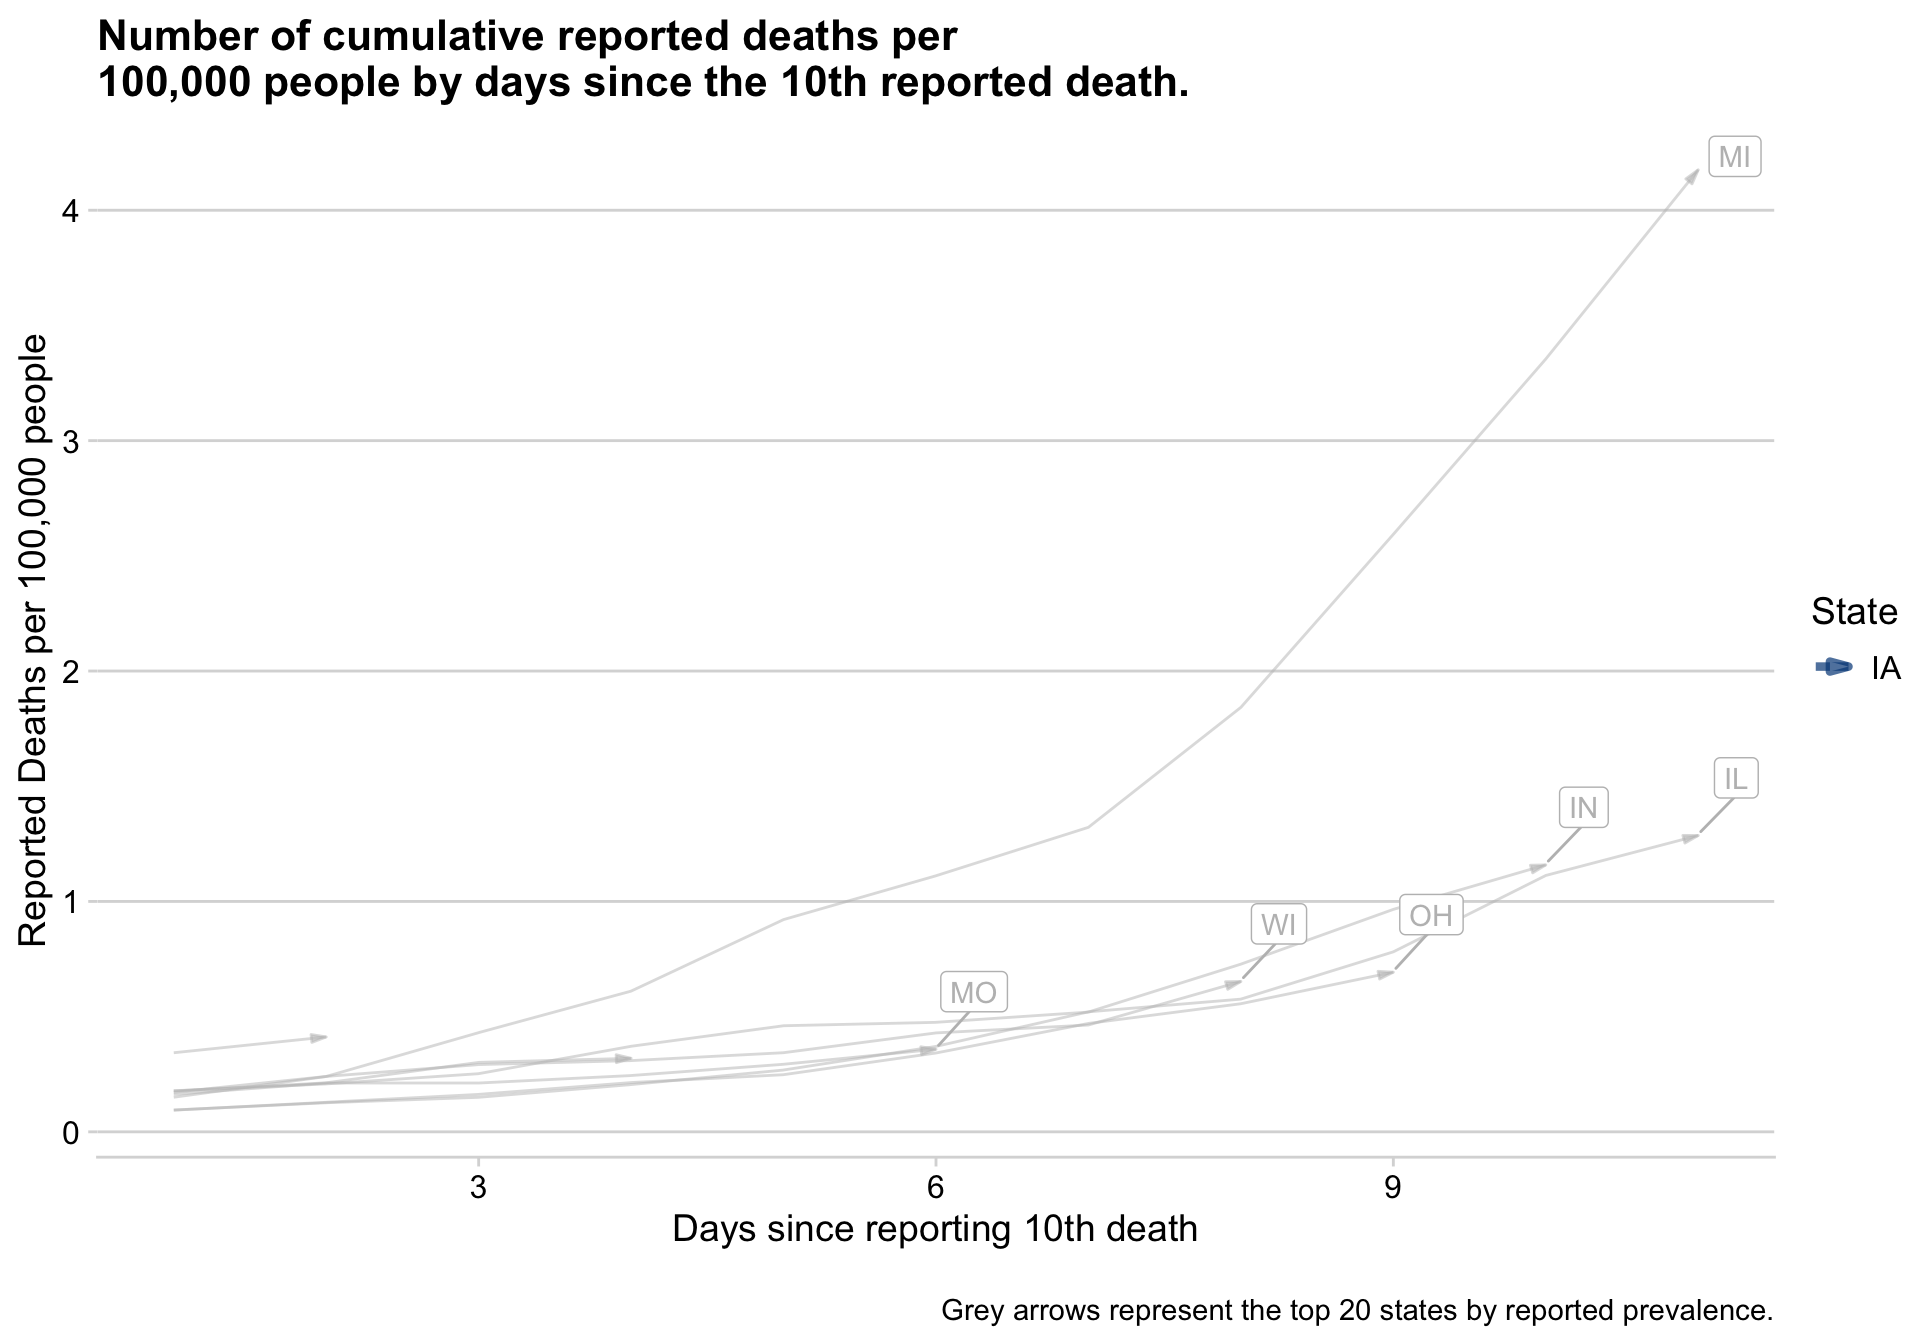 Number of cumulative reported deaths per
100,000 people by days since the 10th reported death.
Reported Deaths per 100,000 people
4
3
2
1
0
MI
IL
IN
OH
WI
MO
State
IA
3
6
9
Days since reporting 10th death
Grey arrows represent the top 20 states by reported prevalence.